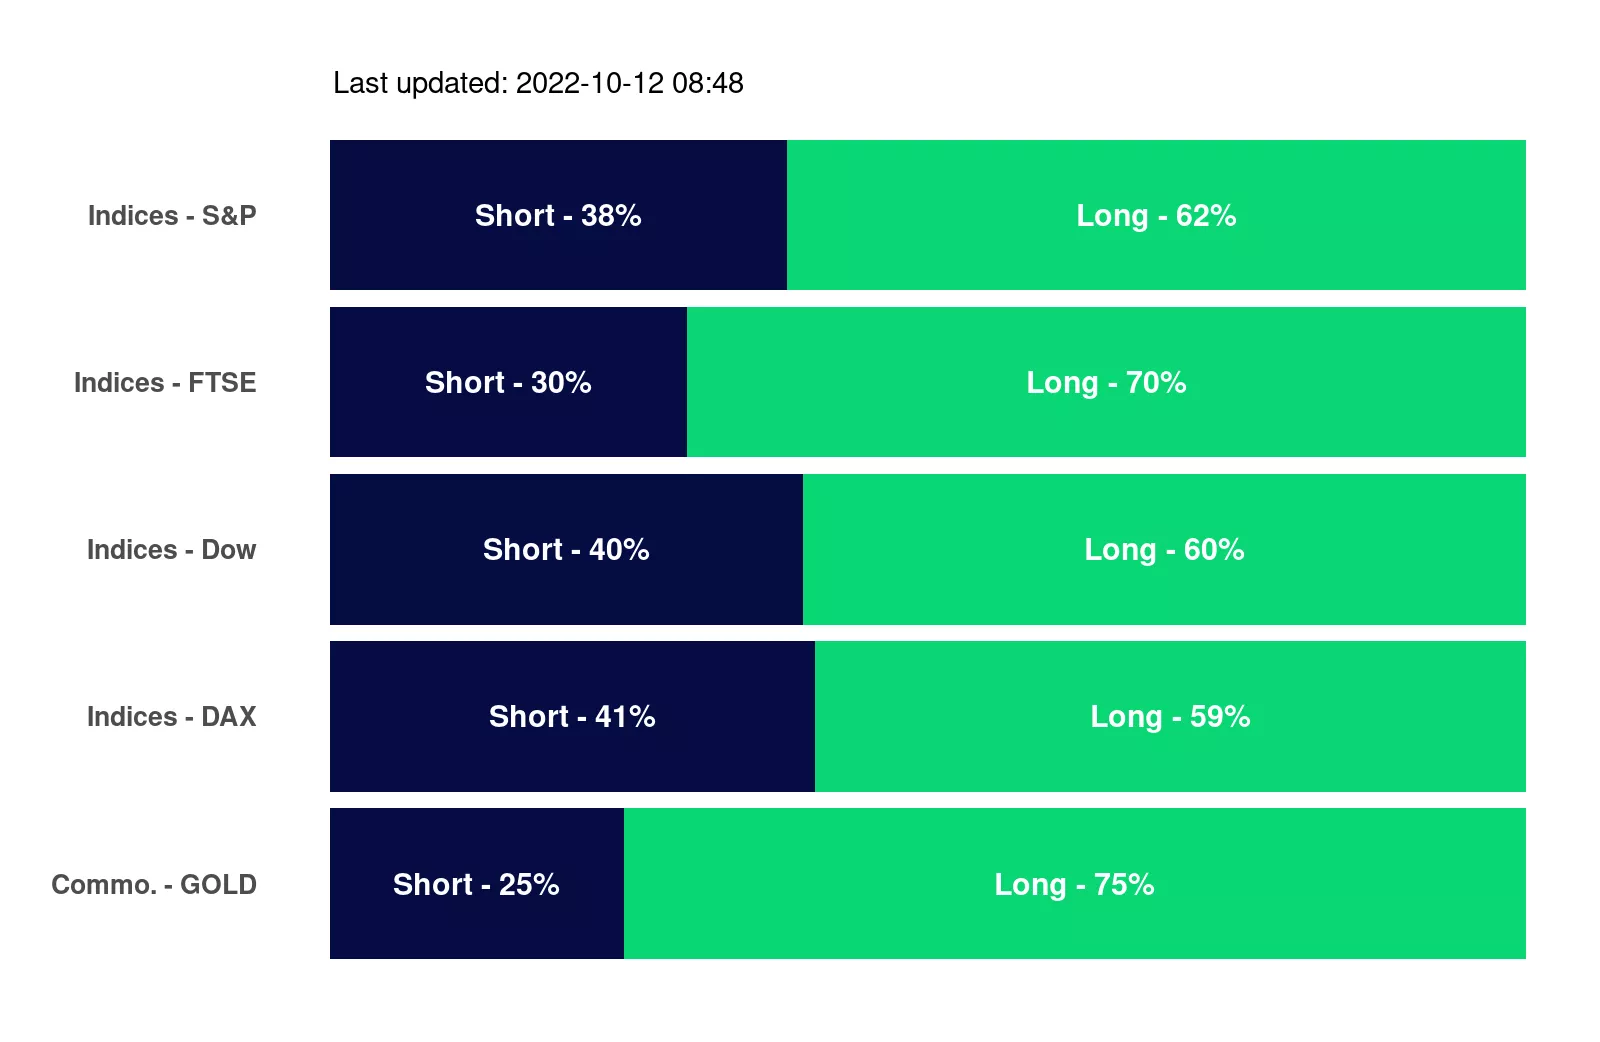 Last updated: 2022-10-12 08:48
Indices - S&P Short - 38% Long - 62%
Indices - FTSE Short - 30% Long - 70%
Indices - Dow Short - 40% Long - 60%
Indices - DAX Short - 41% Long - 59%
Commo. - GOLD Short - 25% Long - 75%